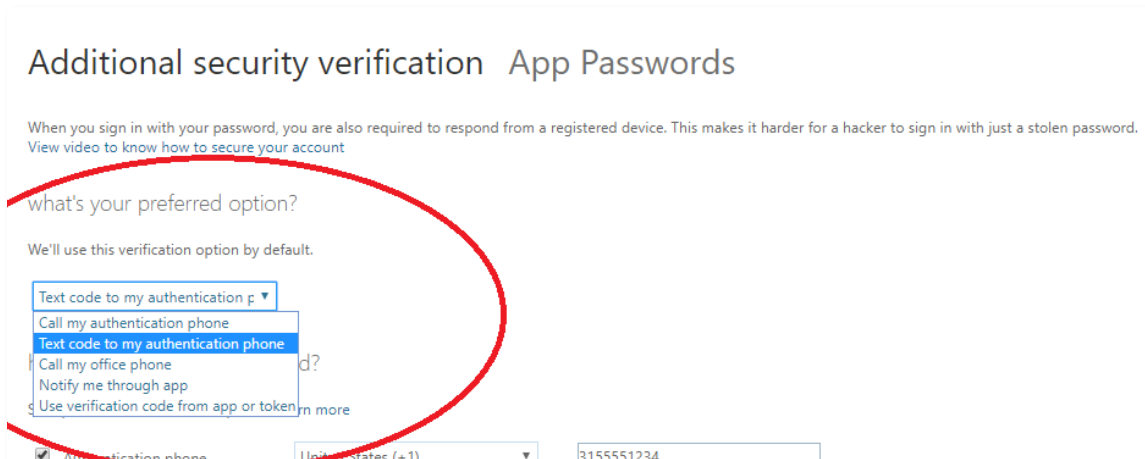 Additional security verification App Passwords
When you sign in with your password, you are also required to respond from a registered device. This makes it harder for a hacker to sign in with just a stolen password.
View video to know how to secure your account
what's your preferred option?
We'll use this verification option by default.
Text code to my authentication p
Call my authentication phone
Text code to my authentication phone
Call my office phone
d?
Notify me through app
Use verification code from app or token rn more
phone United States (+1) 3155551234